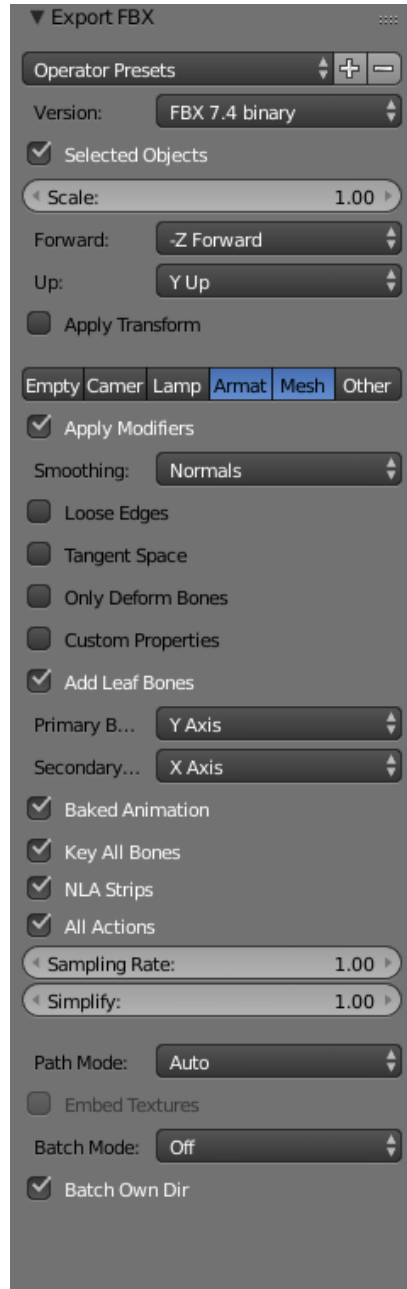 Export FBX
Operator Presets
Version: FBX 7.4 binary
Selected Objects
Scale: 1.00
Forward: -Z Forward
Up: Y Up
Apply Transform
Empty Camer Lamp Armat Mesh Other
Apply Modifiers
Smoothing: Normals
Loose Edges
Tangent Space
Only Deform Bones
Custom Properties
Add Leaf Bones
Primary B... Y Axis
Secondary... X Axis
Baked Animation
Key All Bones
NLA Strips
All Actions
Sampling Rate: 1.00
Simplify: 1.00
Path Mode: Auto
Embed Textures
Batch Mode: Off
Batch Own Dir